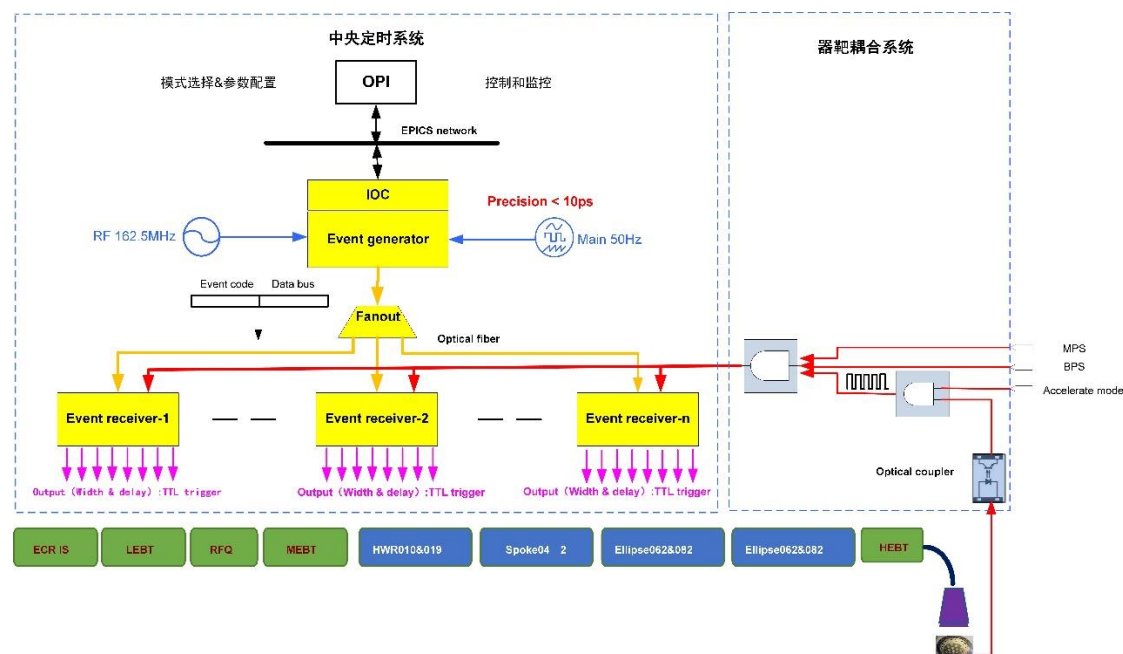 中央定时系统
器靶耦合系统
模式选择&参数配置
OPI
控制和监控
EPICS network
IOC
Precision < 10ps
RF 162.5MHz
Event generator
Main 50Hz
Event code
Data bus
Fanout
Optical fiber
MPS
BPS
Accelerate mode
Event receiver-1
Event receiver-2
Event receiver-n
Optical coupler
Output（Width & delay）:TTL trigger
Output（Width & delay）:TTL trigger
Output（Width & delay）:TTL trigger
ECR IS
LEBT
RFQ
MEBT
HWR010&019
Spoke04 2
Ellipse062&082
Ellipse062&082
HEBT